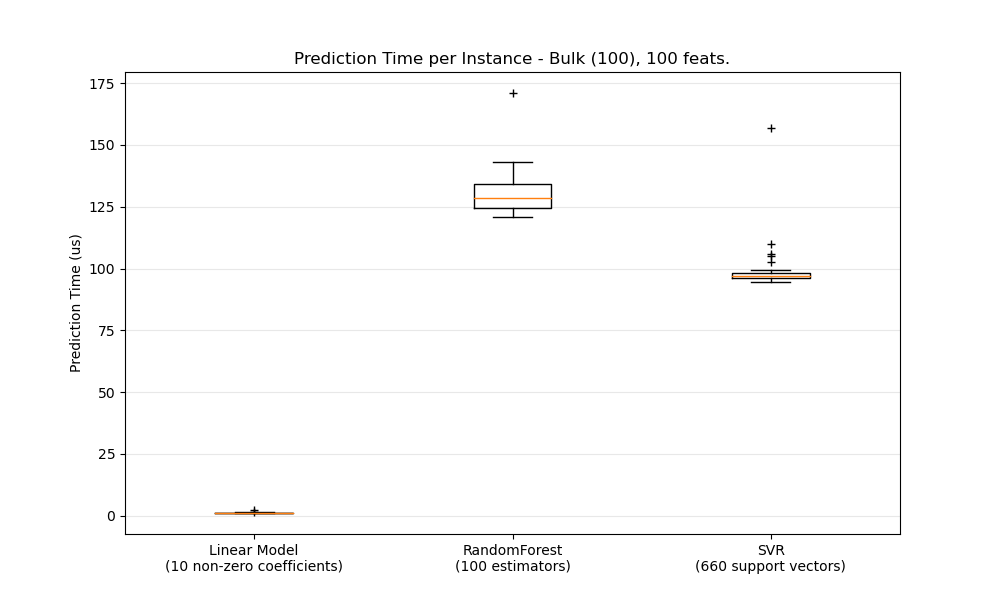 Prediction Time per Instance - Bulk (100), 100 feats.
175
150
125
100
75
50
25
0
Prediction Time (us)
Linear Model
(10 non-zero coefficients)
RandomForest
(100 estimators)
SVR
(660 support vectors)